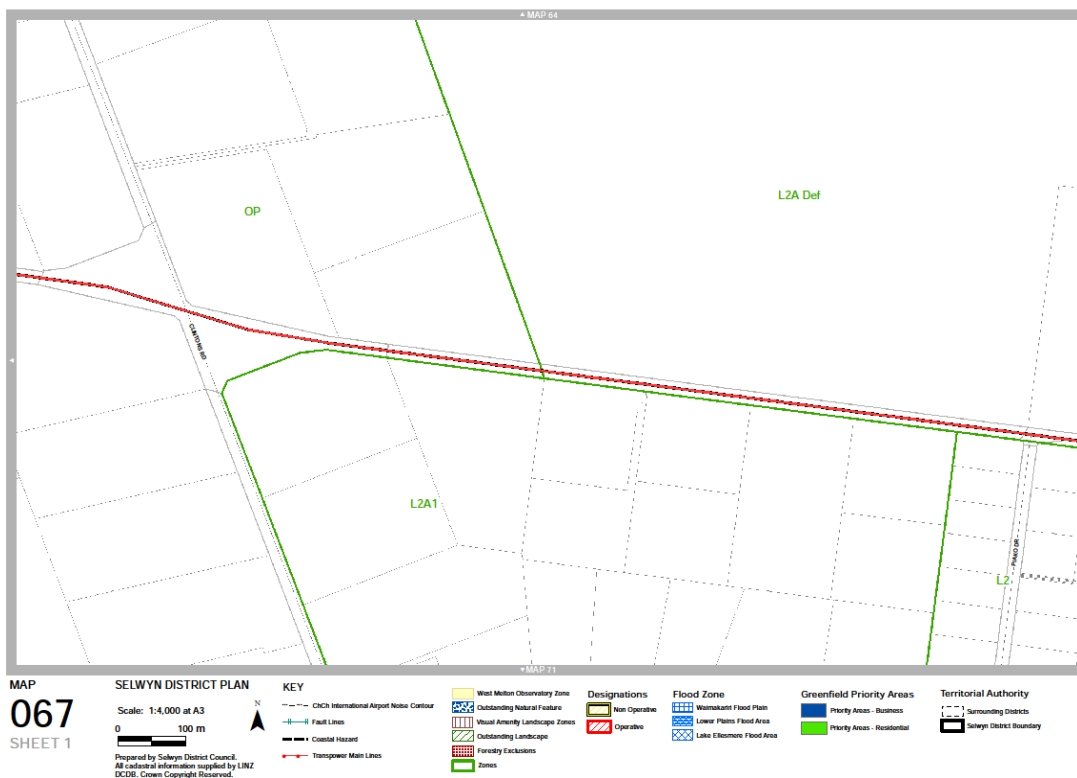 ▲ MAP 64
L2A Def
OP
CLINTONS RD
L2A1
PIAKO DR
L2
▼ MAP 71
MAP
067
SHEET 1
SELWYN DISTRICT PLAN
Scale: 1:4,000 at A3
0 100 m
N
Prepared by Selwyn District Council.
All cadastral information supplied by LINZ
DCDB. Crown Copyright Reserved.
KEY
ChCh International Airport Noise Contour
Fault Lines
Coastal Hazard
Transpower Main Lines
West Melton Observatory Zone
Outstanding Natural Feature
Visual Amenity Landscape Zones
Outstanding Landscape
Forestry Exclusions
Zones
Designations
Non Operative
Operative
Flood Zone
Waimakariri Flood Plain
Lower Plains Flood Area
Lake Ellesmere Flood Area
Greenfield Priority Areas
Priority Areas - Business
Priority Areas - Residential
Territorial Authority
Surrounding Districts
Selwyn District Boundary